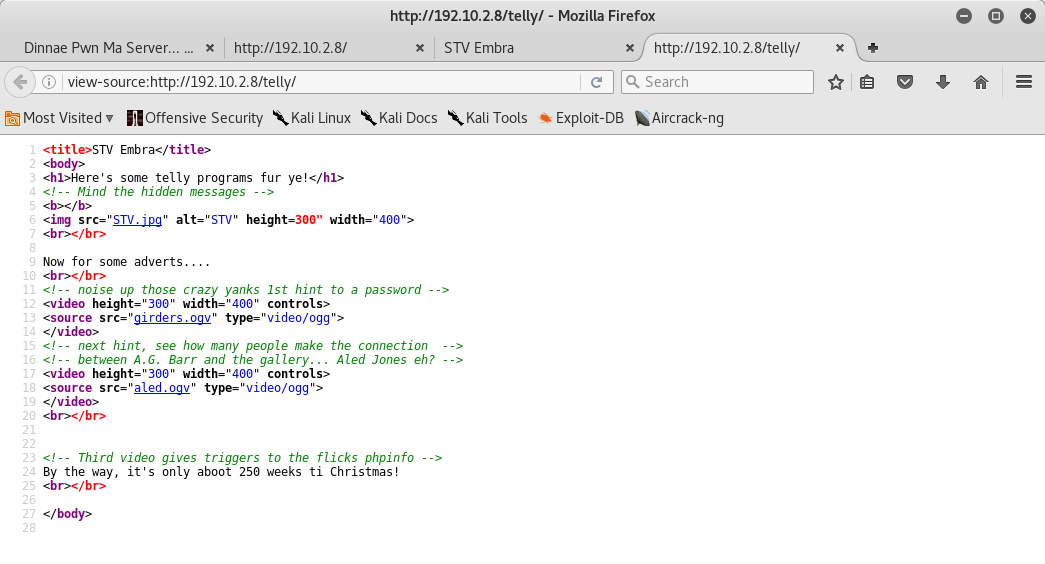 http://192.10.2.8/telly/ - Mozilla Firefox
Dinnae Pwn Ma Server... ... http://192.10.2.8/ STV Embra http://192.10.2.8/telly/
view-source:http://192.10.2.8/telly/ Search
Most Visited Offensive Security Kali Linux Kali Docs Kali Tools Exploit-DB Aircrack-ng
1 <title>STV Embra</title>
2 <body>
3 <h1>Here's some telly programs fur ye!</h1>
4 <!-- Mind the hidden messages -->
5 <b></b>
6 <img src="STV.jpg" alt="STV" height=300" width="400">
7 <br></br>
8
9 Now for some adverts....
10 <br></br>
11 <!-- noise up those crazy yanks 1st hint to a password -->
12 <video height="300" width="400" controls>
13 <source src="girders.ogv" type="video/ogg">
14 </video>
15 <!-- next hint, see how many people make the connection  -->
16 <!-- between A.G. Barr and the gallery... Aled Jones eh? -->
17 <video height="300" width="400" controls>
18 <source src="aled.ogv" type="video/ogg">
19 </video>
20 <br></br>
21
22
23 <!-- Third video gives triggers to the flicks phpinfo -->
24 By the way, it's only aboot 250 weeks ti Christmas!
25 <br></br>
26
27 </body>
28